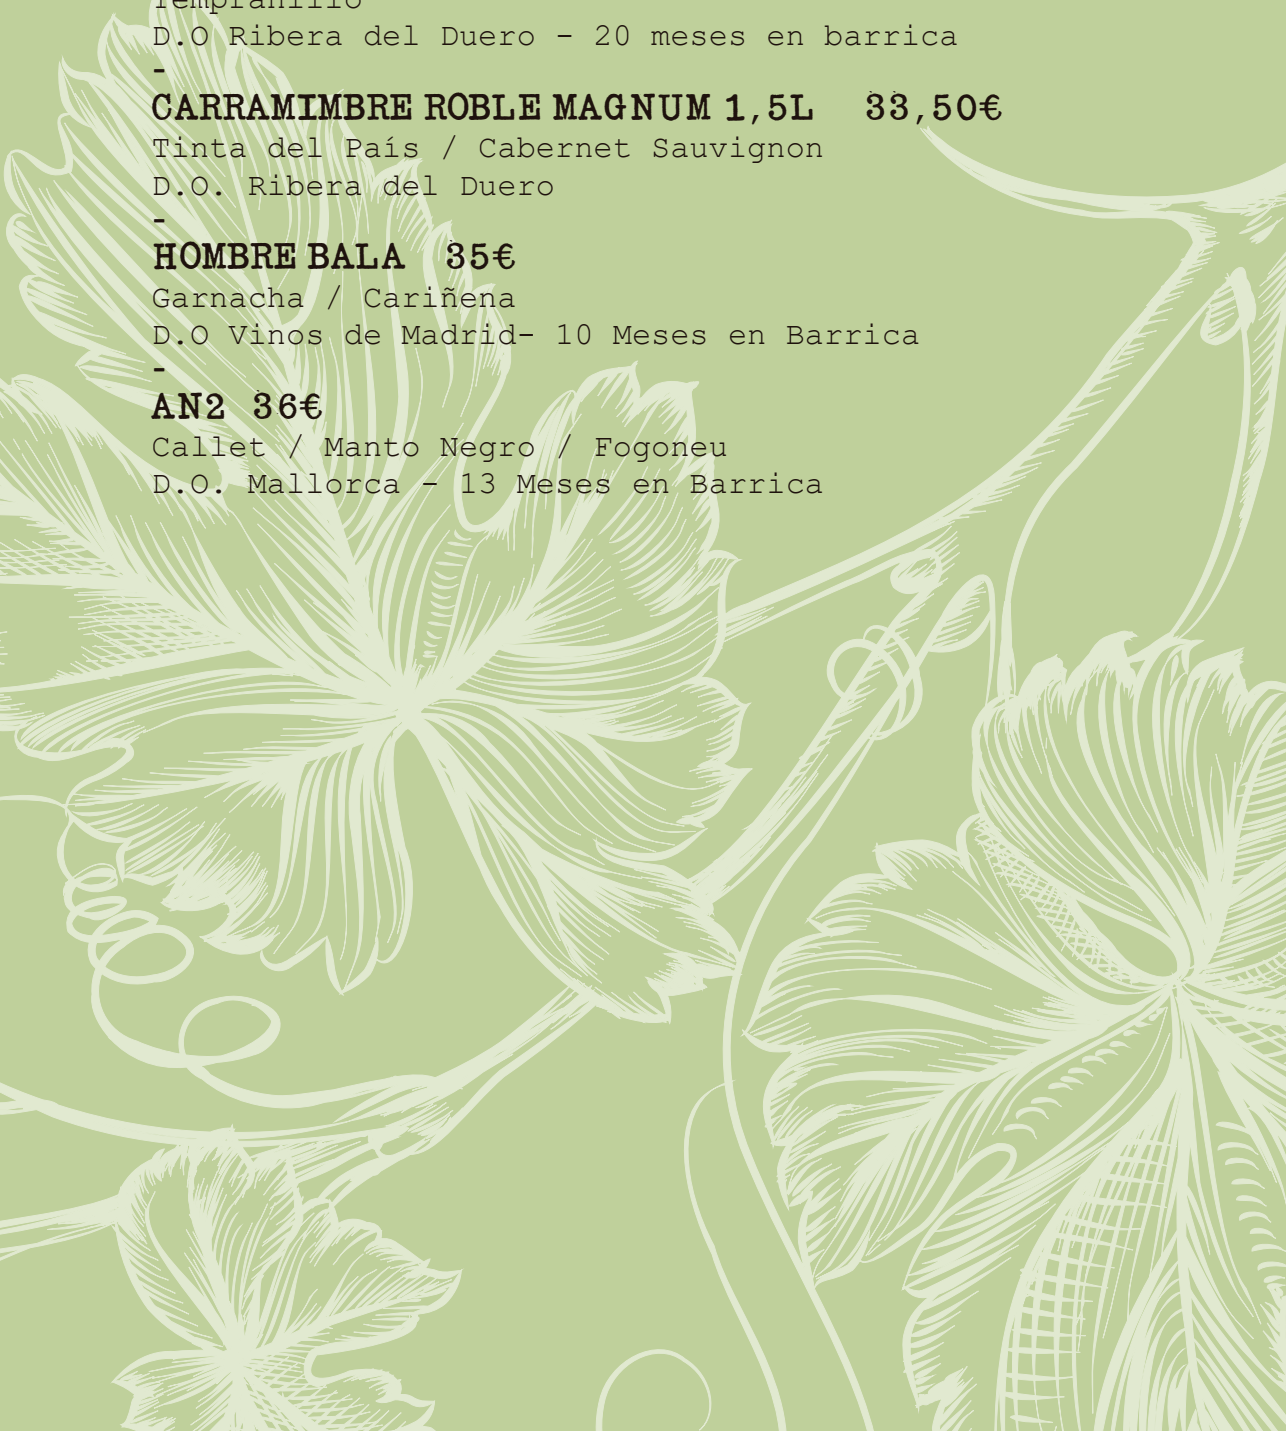 Tempranillo
D.O Ribera del Duero - 20 meses en barrica
-
CARRAMIMBRE ROBLE MAGNUM 1,5L 33,50€
Tinta del País / Cabernet Sauvignon
D.O. Ribera del Duero
-
HOMBRE BALA 35€
Garnacha / Cariñena
D.O Vinos de Madrid- 10 Meses en Barrica
-
AN2 36€
Callet / Manto Negro / Fogoneu
D.O. Mallorca - 13 Meses en Barrica